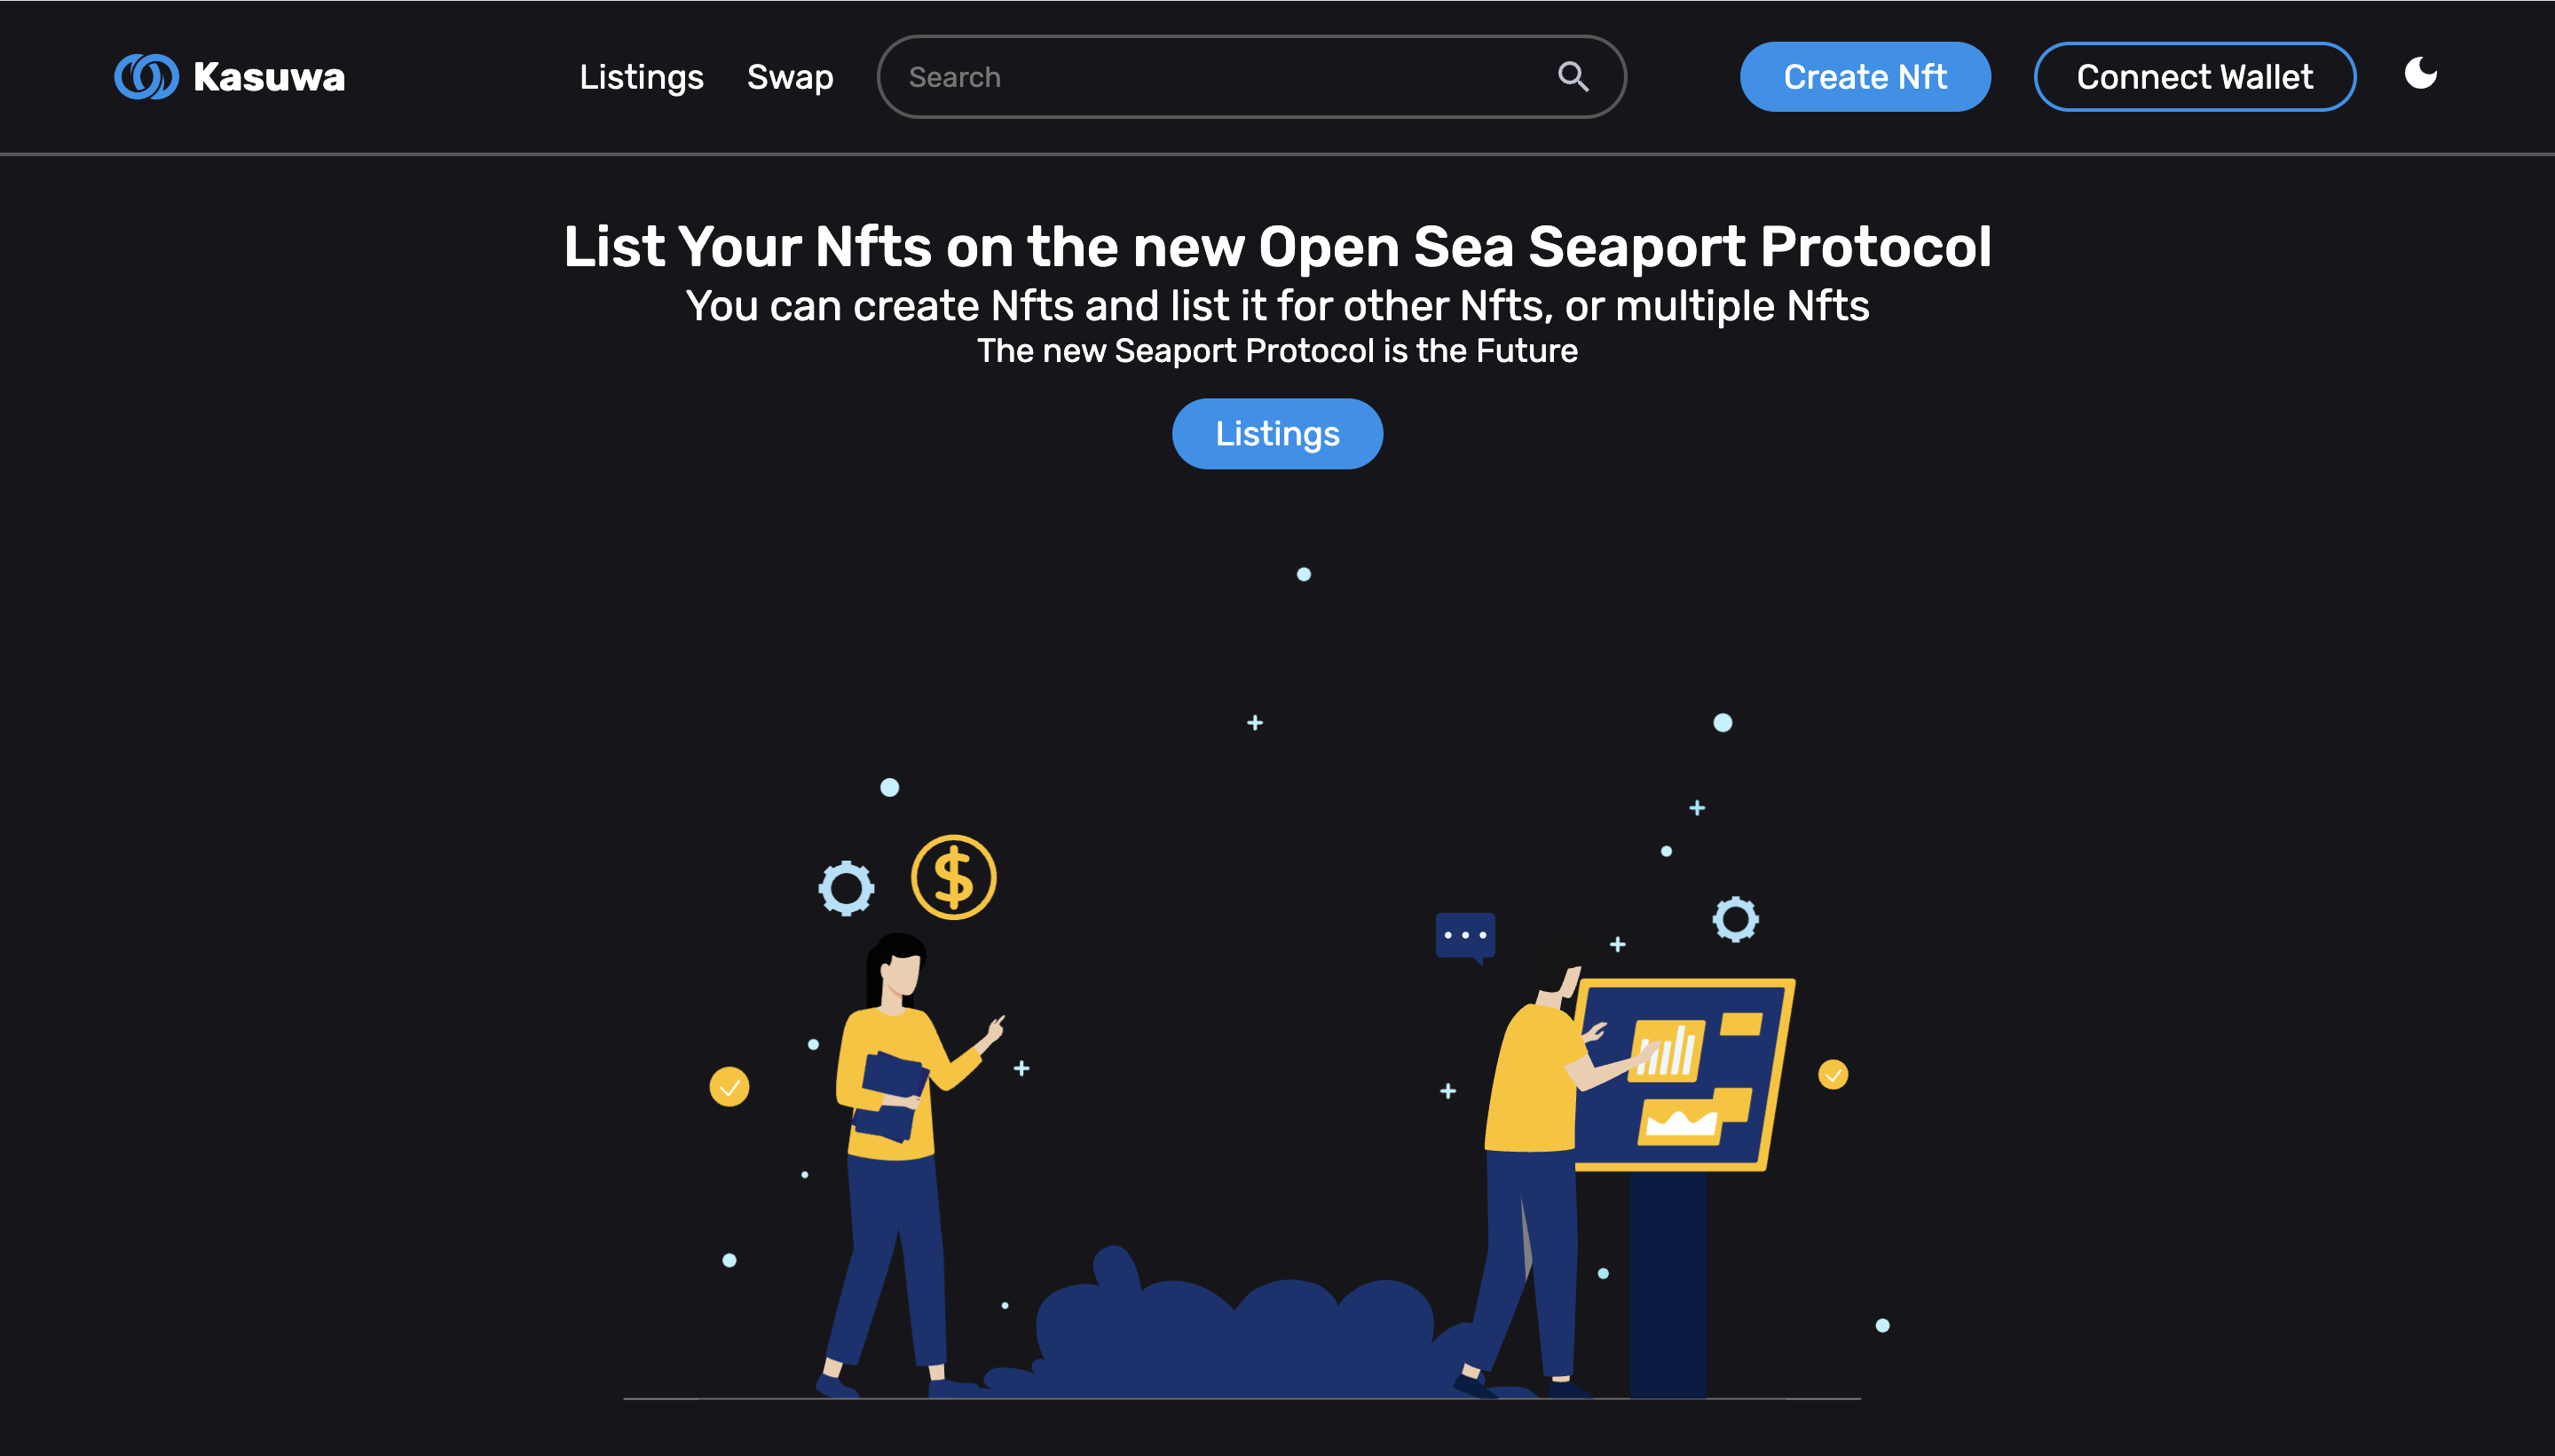 Kasuwa
Listings
Swap
Search
Create Nft
Connect Wallet
List Your Nfts on the new Open Sea Seaport Protocol
You can create Nfts and list it for other Nfts, or multiple Nfts
The new Seaport Protocol is the Future
Listings
$